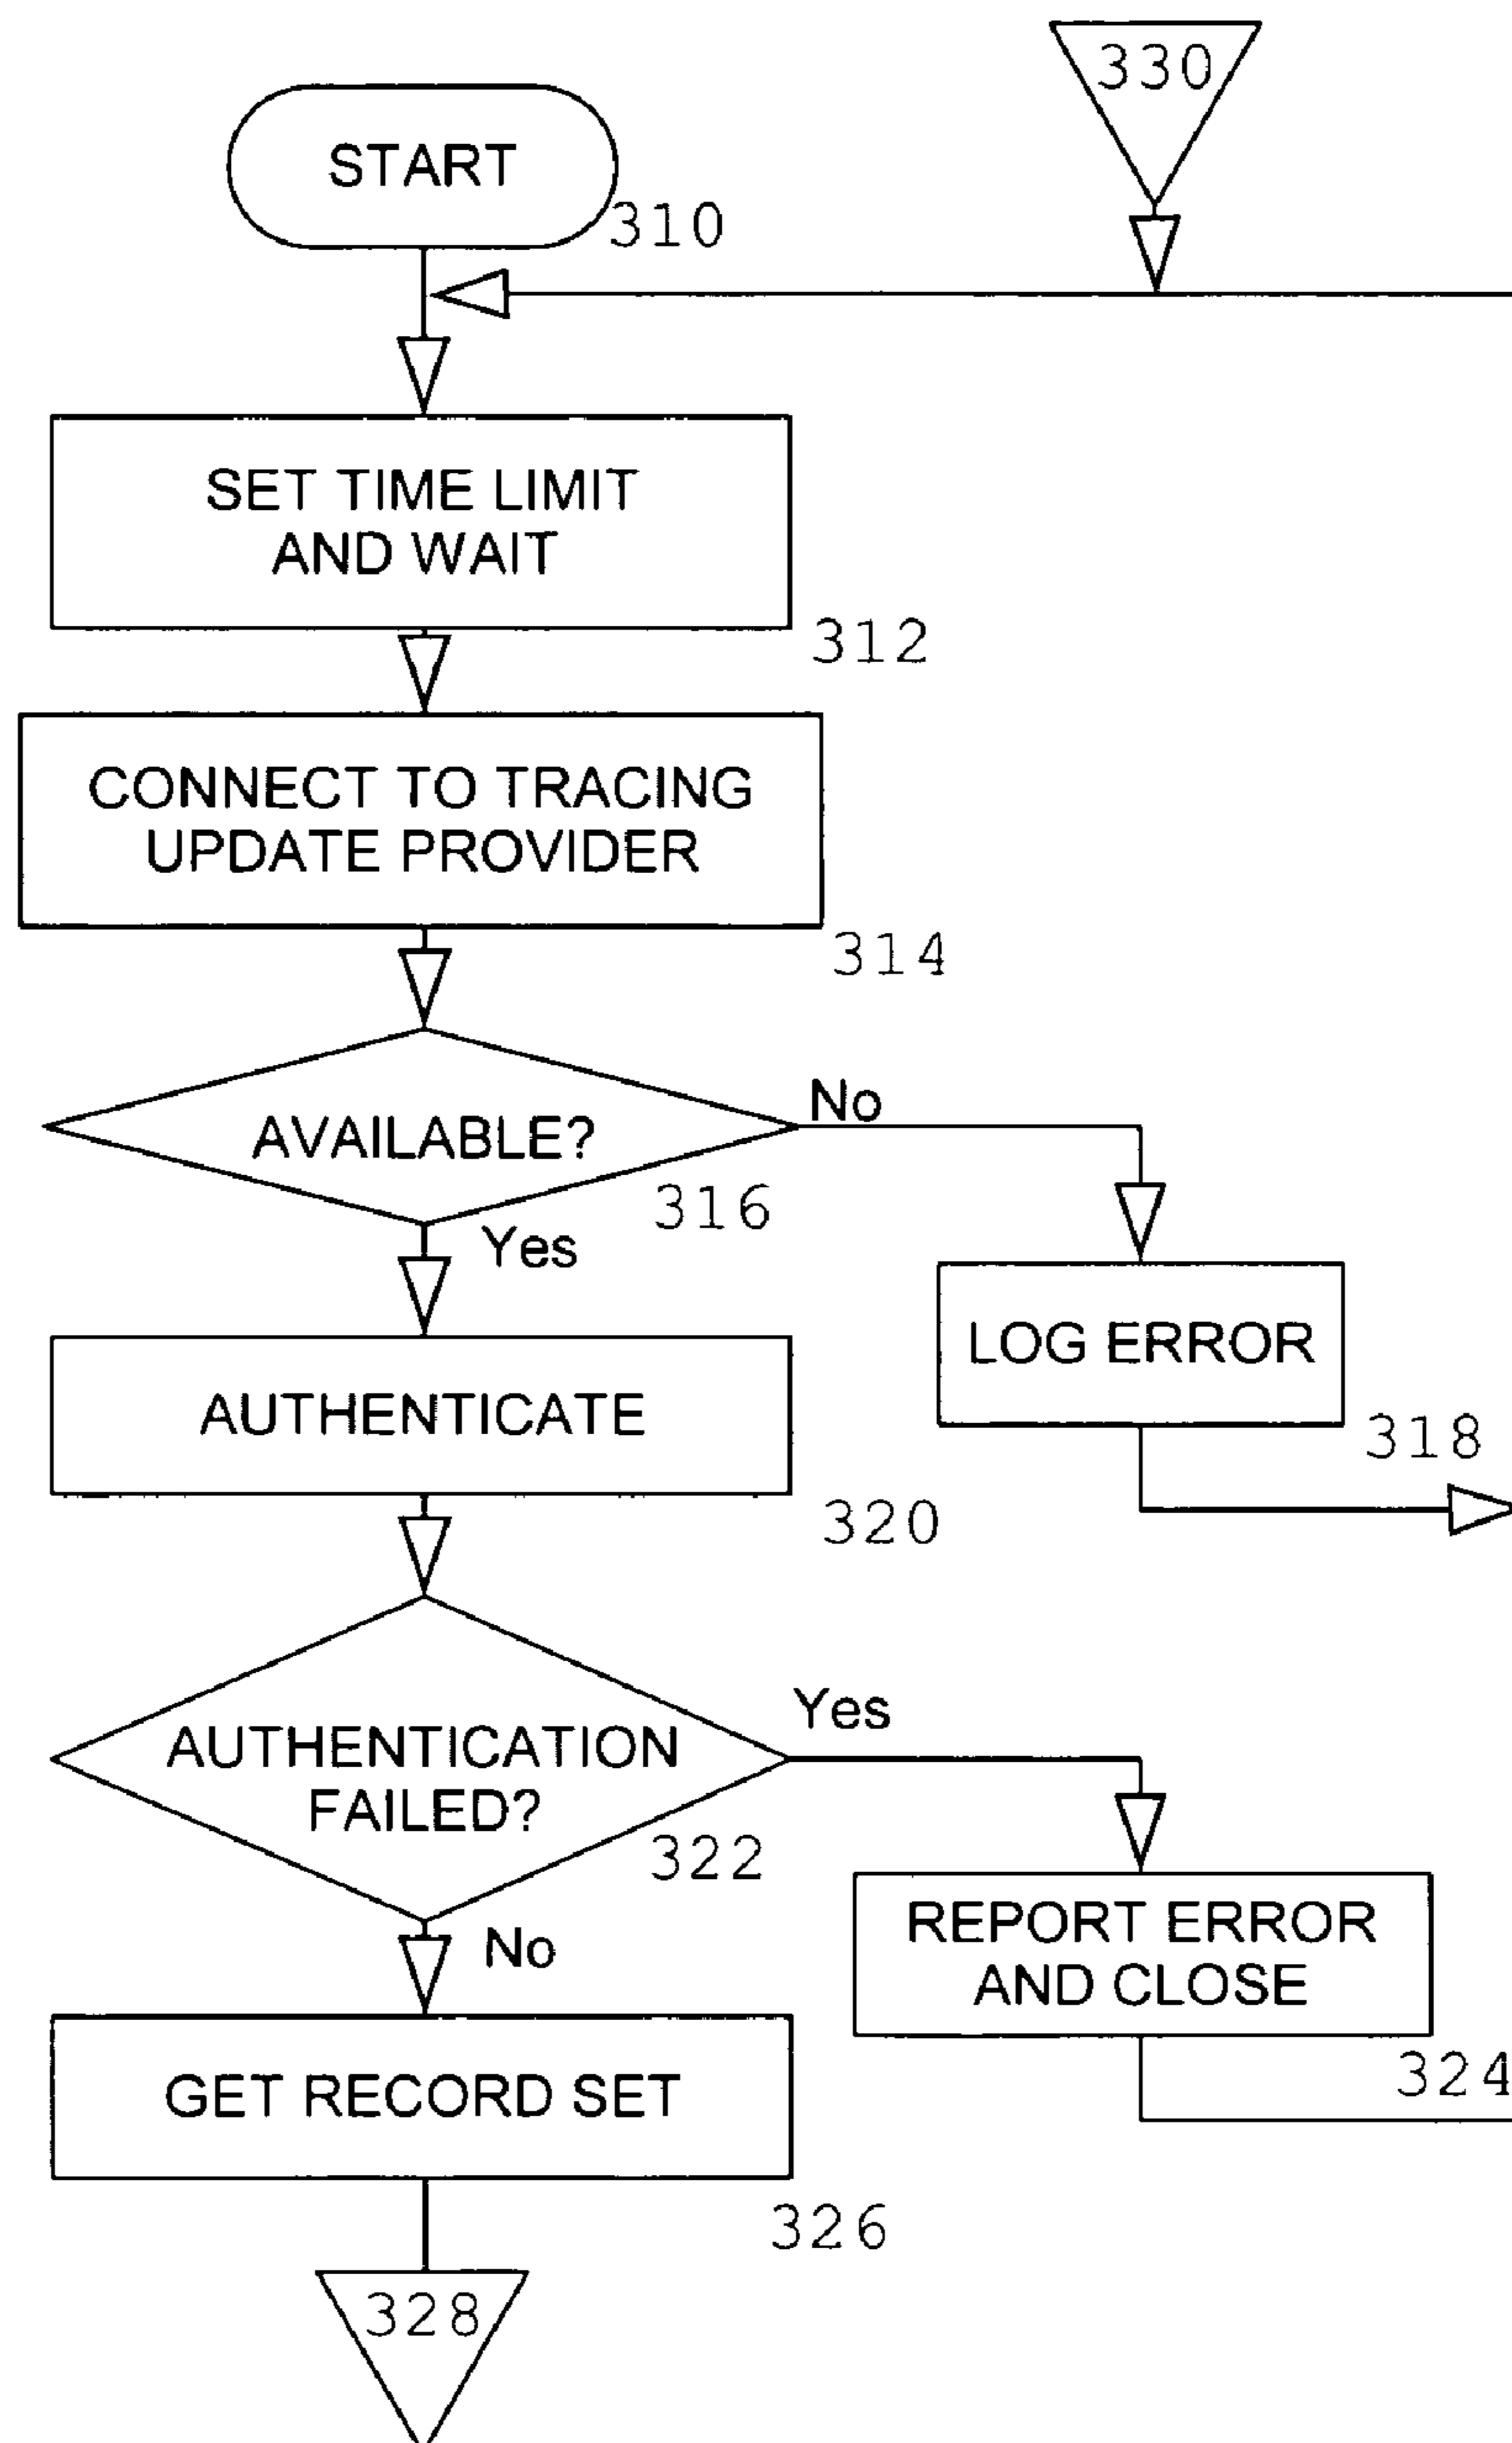 330
START
310
SET TIME LIMIT
AND WAIT
312
CONNECT TO TRACING
UPDATE PROVIDER
314
AVAILABLE?
No
316
Yes
LOG ERROR
318
AUTHENTICATE
320
AUTHENTICATION
FAILED?
Yes
322
No
REPORT ERROR
AND CLOSE
324
GET RECORD SET
326
328